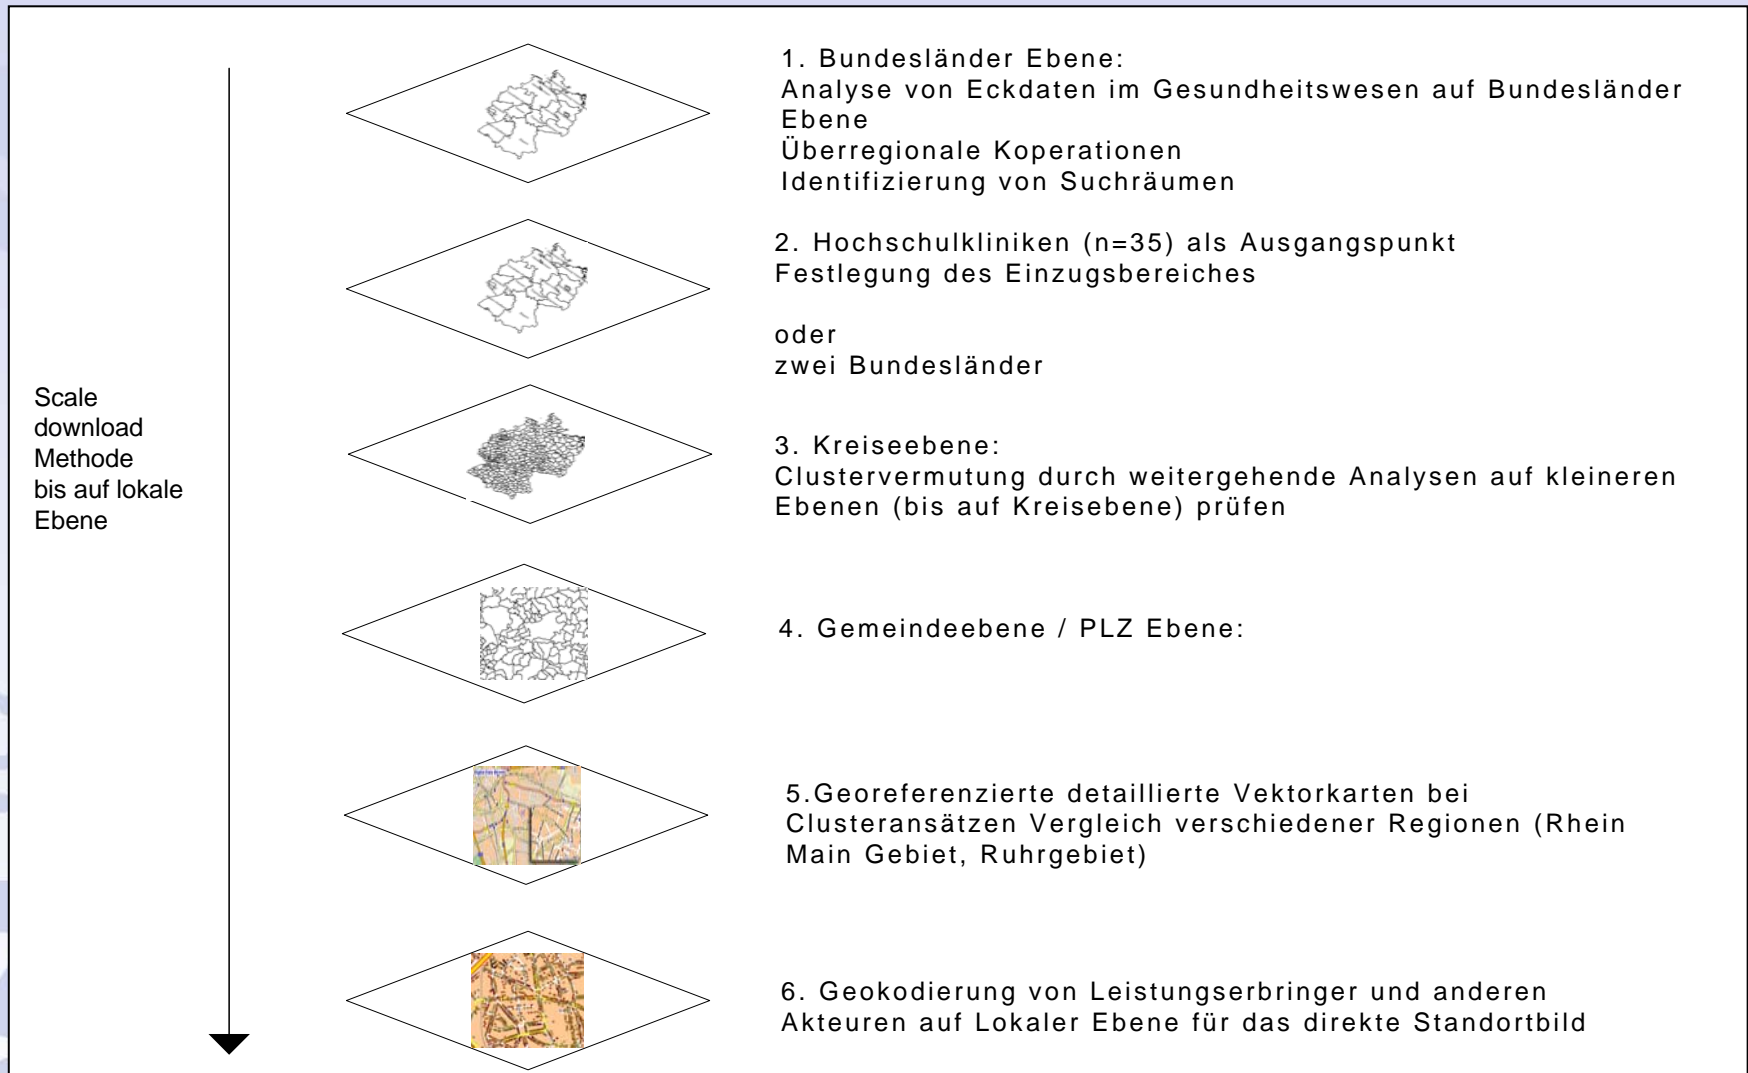 1. Bundesländer Ebene:
Analyse von Eckdaten im Gesundheitswesen auf Bundesländer
Ebene
Überregionale Koperationen
Identifizierung von Suchräumen
2. Hochschulkliniken (n=35) als Ausgangspunkt
Festlegung des Einzugsbereiches
oder
zwei Bundesländer
Scale
download
Methode
bis auf lokale
Ebene
3. Kreiseebene:
Clustervermutung durch weitergehende Analysen auf kleineren
Ebenen (bis auf Kreisebene) prüfen
4. Gemeindeebene / PLZ Ebene:
5.Georeferenzierte detaillierte Vektorkarten bei
Clusteransätzen Vergleich verschiedener Regionen (Rhein
Main Gebiet, Ruhrgebiet)
6. Geokodierung von Leistungserbringer und anderen
Akteuren auf Lokaler Ebene für das direkte Standortbild